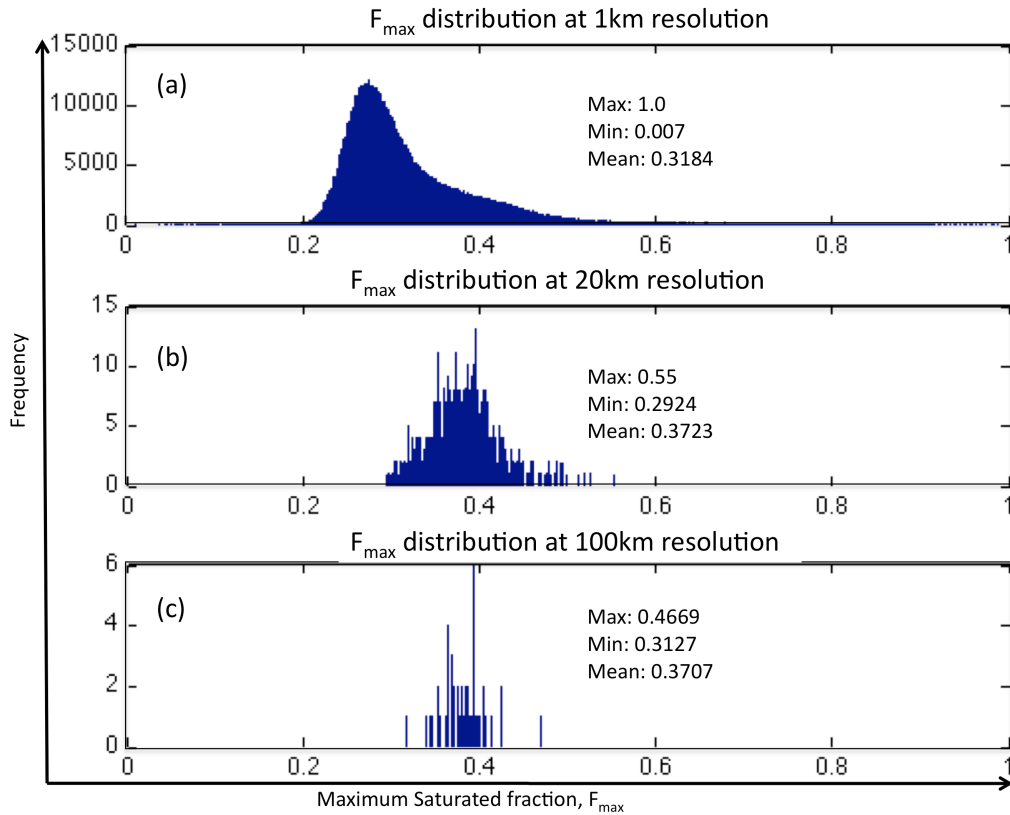 Fmax distribution at 1km resolution
15000
(a)
10000
Max: 1.0
Min: 0.007
Mean: 0.3184
5000
0
0 0.2 0.4 0.6 0.8 1
Fmax distribution at 20km resolution
15
(b)
10
Max: 0.55
Min: 0.2924
Mean: 0.3723
5
0
0 0.2 0.4 0.6 0.8 1
Frequency
Fmax distribution at 100km resolution
6
(c)
4
Max: 0.4669
Min: 0.3127
Mean: 0.3707
2
0
0 0.2 0.4 0.6 0.8 1
Maximum Saturated fraction, Fmax